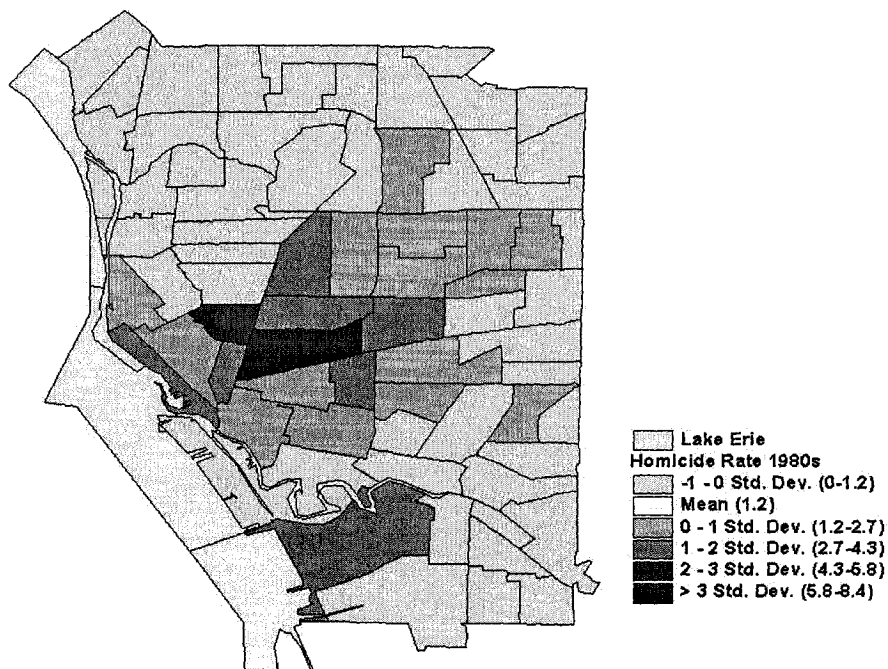 Lake Erie
Homicide Rate 1980s
-1 - 0 Std. Dev. (0-1.2)
Mean (1.2)
0 - 1 Std. Dev. (1.2-2.7)
1 - 2 Std. Dev. (2.7-4.3)
2 - 3 Std. Dev. (4.3-5.8)
> 3 Std. Dev. (5.8-8.4)